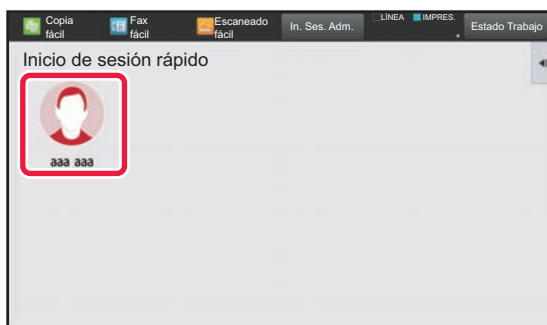 Copia
fácil
Fax
fácil
Escaneado
fácil
In. Ses. Adm.
LÍNEA
IMPRES.
Estado Trabajo
Inicio de sesión rápido
aaa aaa